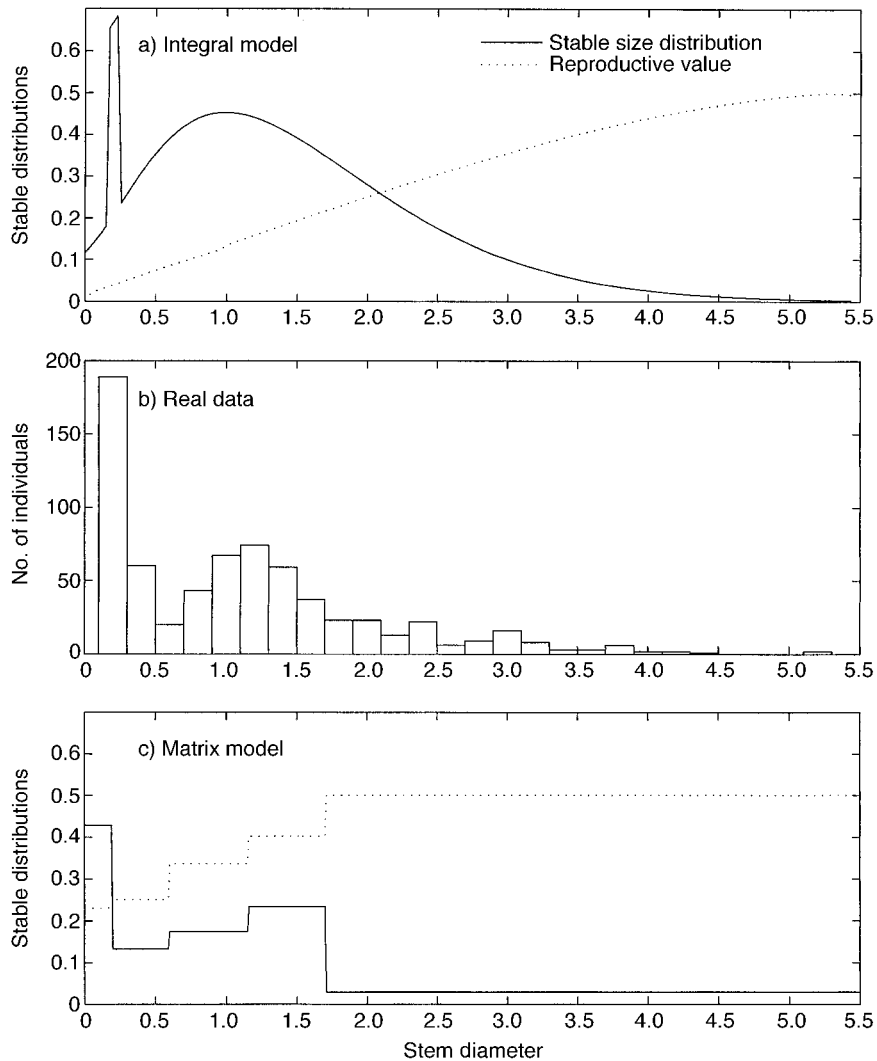 a) Integral model
Stable size distribution
Reproductive value
Stable distributions
0.6
0.5
0.4
0.3
0.2
0.1
0
0 0.5 1.0 1.5 2.0 2.5 3.0 3.5 4.0 4.5 5.0 5.5
b) Real data
No. of individuals
200
150
100
50
0
0 0.5 1.0 1.5 2.0 2.5 3.0 3.5 4.0 4.5 5.0 5.5
c) Matrix model
Stable distributions
0.6
0.5
0.4
0.3
0.2
0.1
0
0 0.5 1.0 1.5 2.0 2.5 3.0 3.5 4.0 4.5 5.0 5.5
Stem diameter